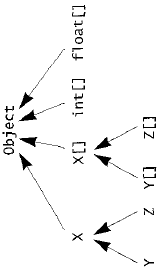 Object
X
X[]
int[]
float[]
Y
Z
Y[]
Z[]